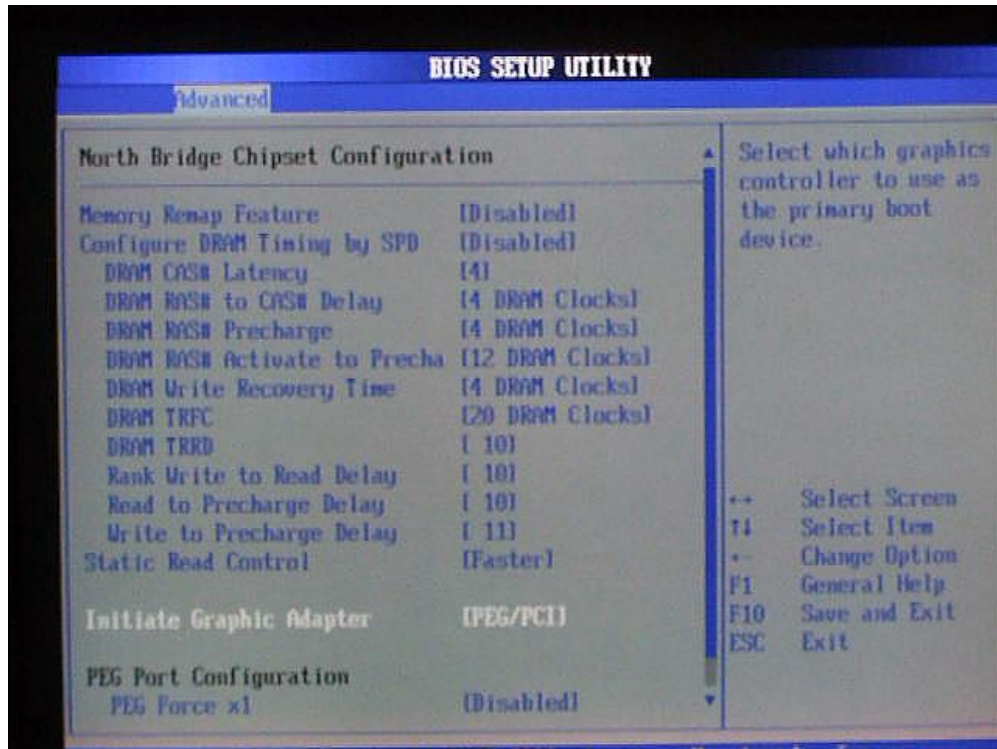 BIOS SETUP UTILITY
Advanced
North Bridge Chipset Configuration
Memory Remap Feature [Disabled]
Configure DRAM Timing by SPD [Disabled]
DRAM CAS# Latency [4]
DRAM RAS# to CAS# Delay [4 DRAM Clocks]
DRAM RAS# Precharge [4 DRAM Clocks]
DRAM RAS# Activate to Precha [12 DRAM Clocks]
DRAM Write Recovery Time [4 DRAM Clocks]
DRAM TRFC [20 DRAM Clocks]
DRAM TRRD [ 10]
Rank Write to Read Delay [ 10]
Read to Precharge Delay [ 10]
Write to Precharge Delay [ 11]
Static Read Control [Faster]
Initiate Graphic Adapter [PEG/PCI]
PEG Port Configuration
PEG Force x1 [Disabled]
Select which graphics
controller to use as
the primary boot
device.
↔ Select Screen
↑↓ Select Item
+- Change Option
F1 General Help
F10 Save and Exit
ESC Exit